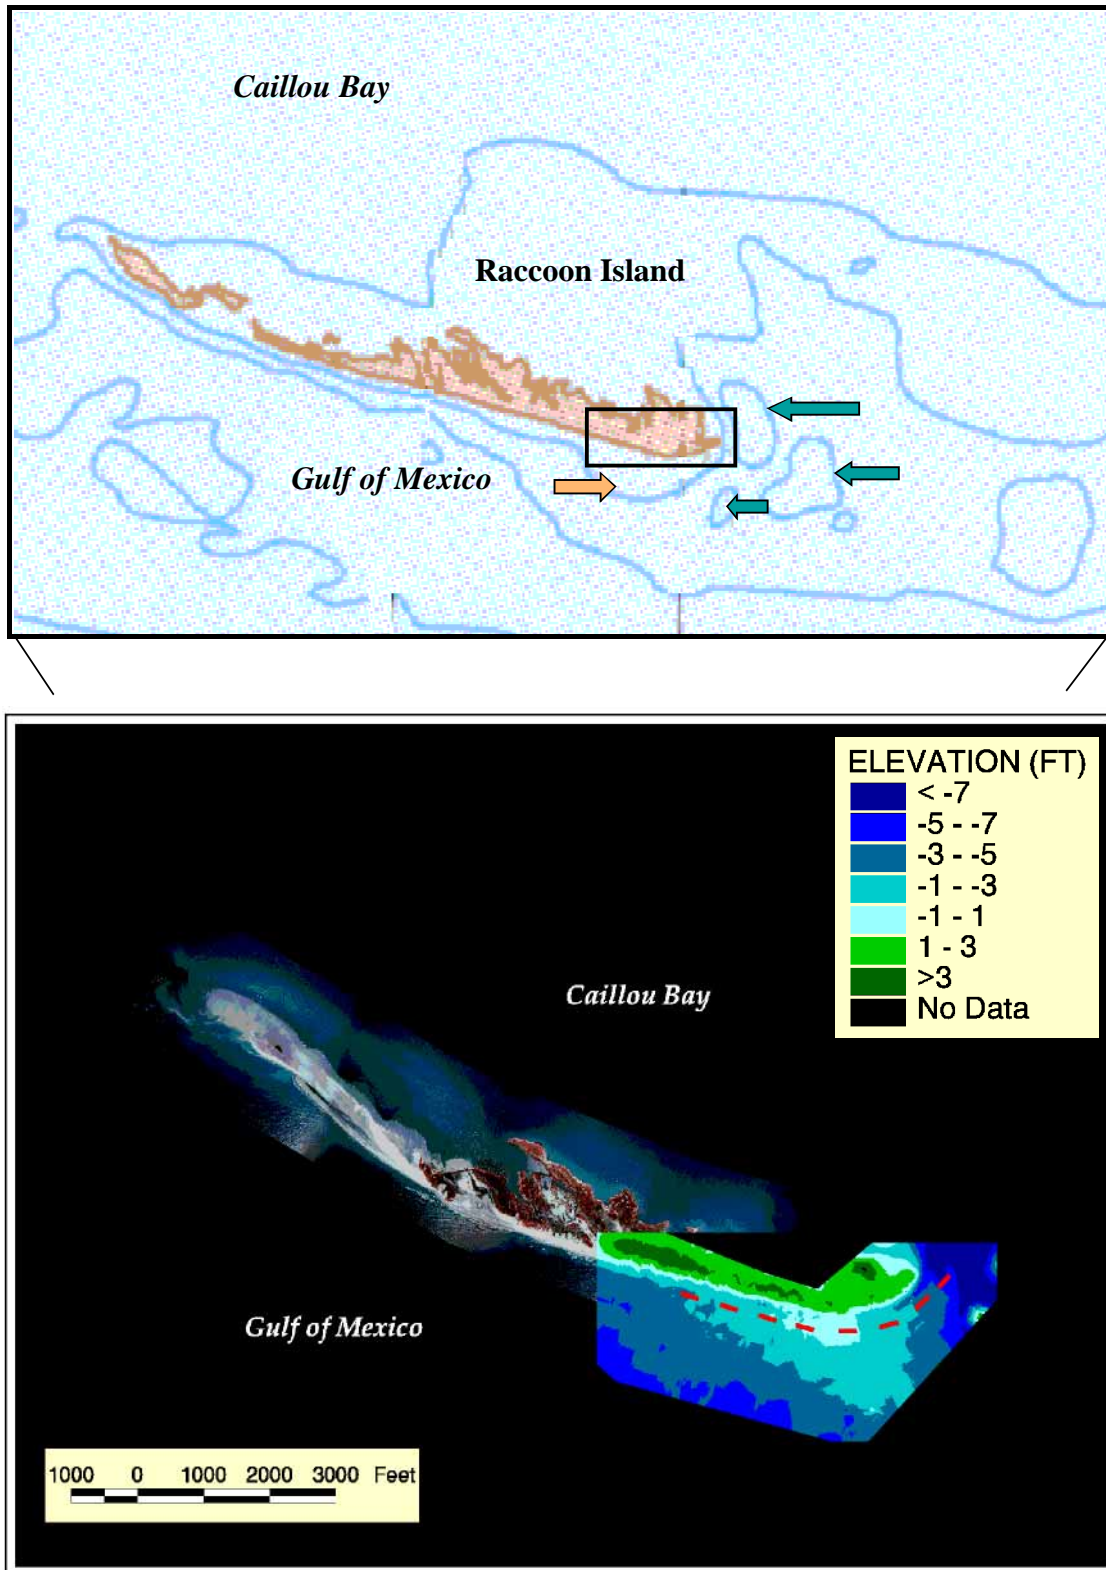 Caillou Bay
Raccoon Island
Gulf of Mexico
ELEVATION (FT)
< -7
-5 - -7
-3 - -5
-1 - -3
-1 - 1
1 - 3
>3
No Data
Caillou Bay
Gulf of Mexico
1000 0 1000 2000 3000 Feet